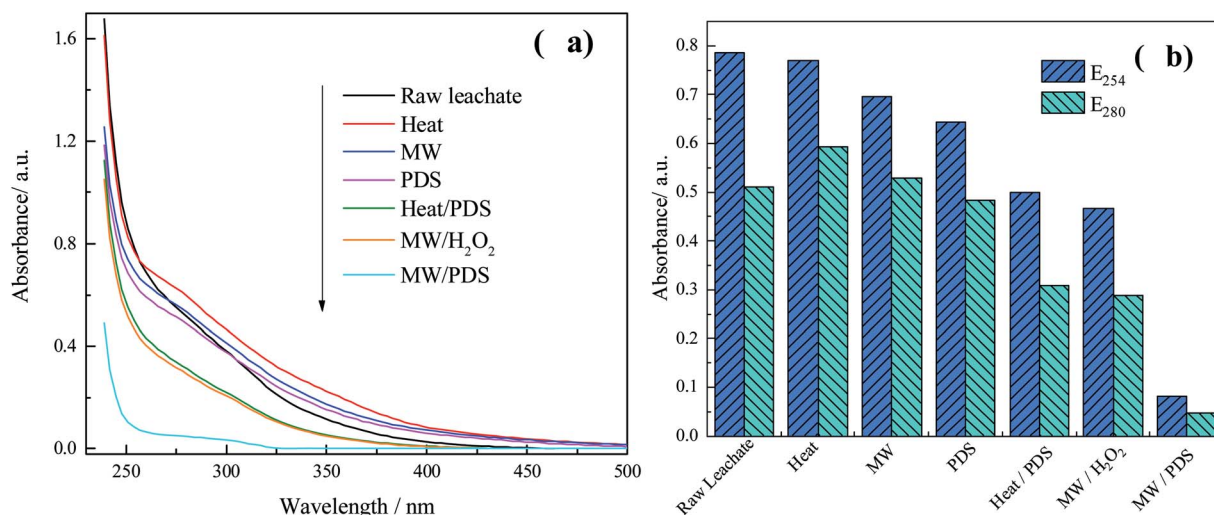 ( a)
1.6
1.2
0.8
0.4
0.0
Absorbance/ a.u.
Raw leachate
Heat
MW
PDS
Heat/PDS
MW/H₂O₂
MW/PDS
250 300 350 400 450 500
Wavelength / nm
( b)
0.8
0.7
0.6
0.5
0.4
0.3
0.2
0.1
0.0
Absorbance/ a.u.
E₂₅₄
E₂₈₀
Raw Leachate
Heat
MW
PDS
Heat / PDS
MW / H₂O₂
MW / PDS